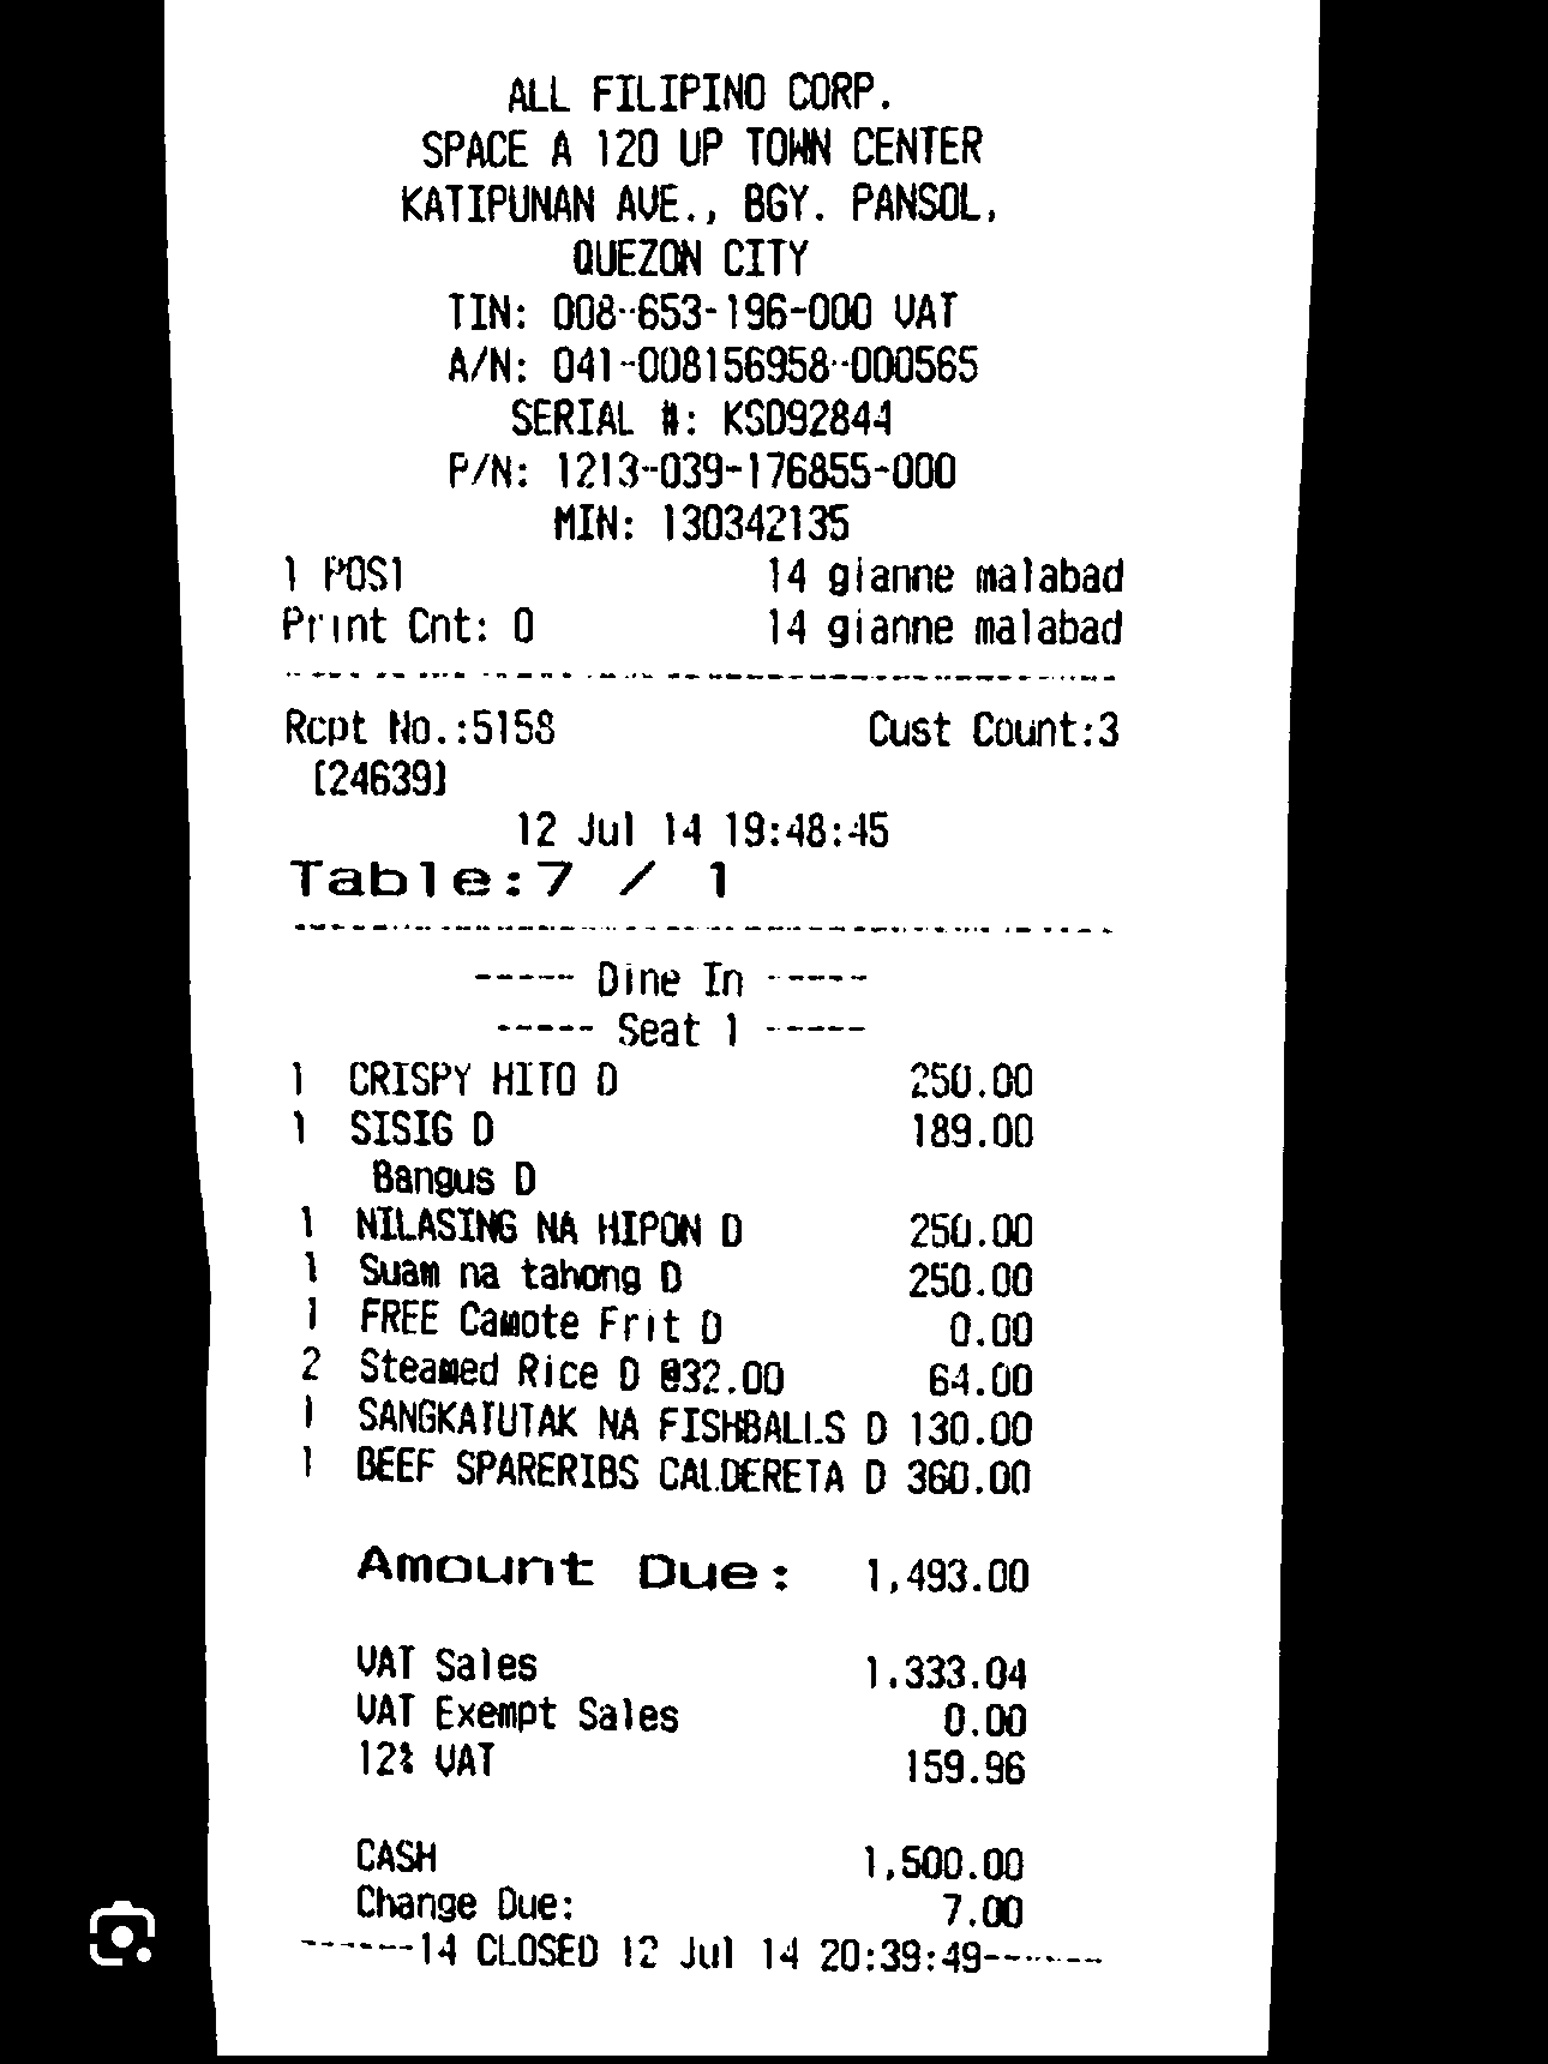 ALL FILIPINO CORP.
SPACE A 120 UP TOWN CENTER
KATIPUNAN AVE., BGY. PANSOL,
QUEZON CITY
TIN: 008-653-196-000 VAT
A/N: 041-008156958-000565
SERIAL #: KSD92844
P/N: 1213-039-176855-000
MIN: 130342135
1 POS1 14 gianne malabad
Print Cnt: 0 14 gianne malabad
Rcpt No.:5158 Cust Count:3
[24639]
12 Jul 14 19:48:45
Table:7 / 1
----- Dine In -----
----- Seat 1 -----
1 CRISPY HITO D 250.00
1 SISIG D 189.00
Bangus D
1 NILASING NA HIPON D 250.00
1 Suam na tahong D 250.00
1 FREE Camote Frit D 0.00
2 Steamed Rice D @32.00 64.00
1 SANGKATUTAK NA FISHBALLS D 130.00
1 BEEF SPARERIBS CALDERETA D 360.00
Amount Due: 1,493.00
VAT Sales 1,333.04
VAT Exempt Sales 0.00
12% VAT 159.96
CASH 1,500.00
Change Due: 7.00
------14 CLOSED 12 Jul 14 20:39:49------